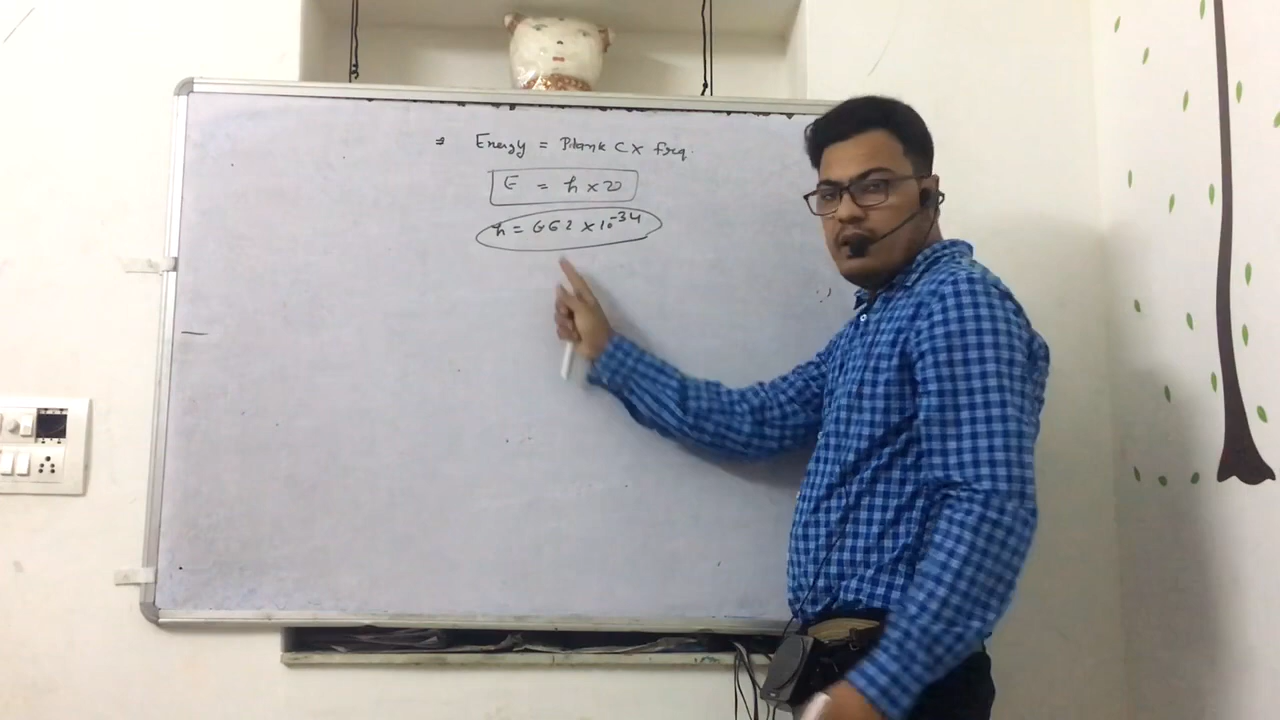 ⇒ Energy = Plank C × freq.
E = h × ν
h = 662 × 10⁻³⁴